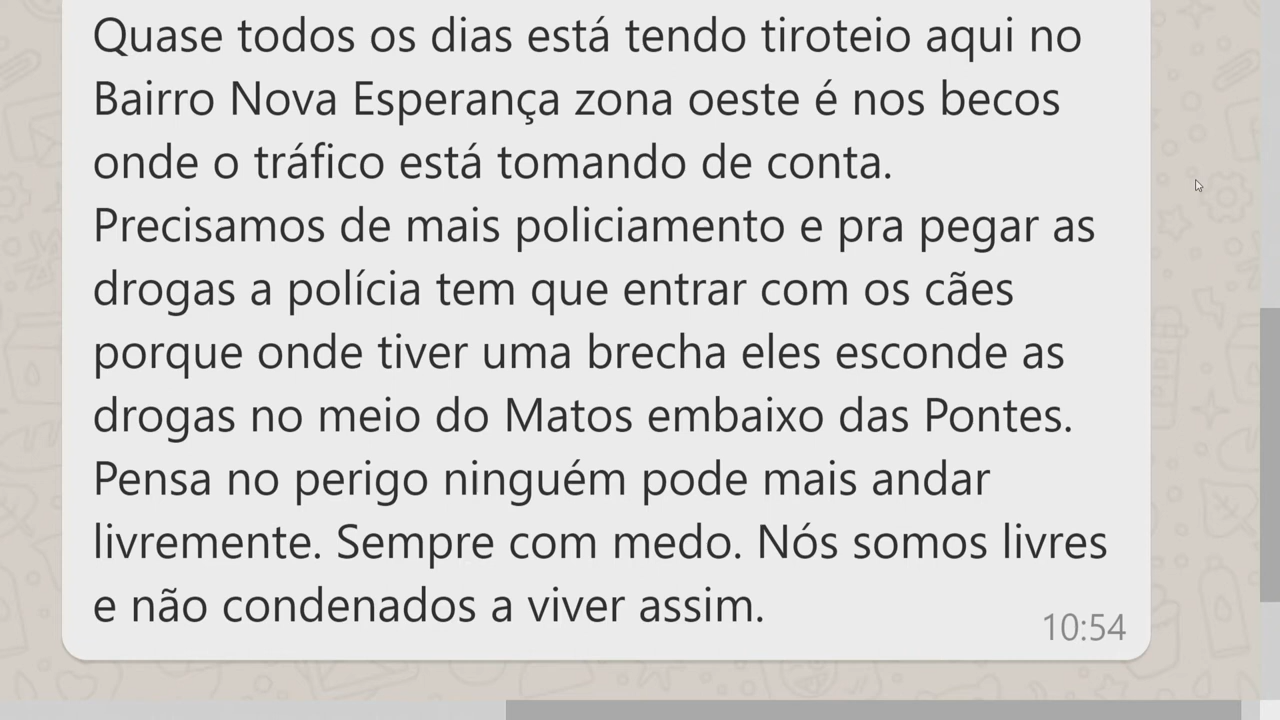 Quase todos os dias está tendo tiroteio aqui no
Bairro Nova Esperança zona oeste é nos becos
onde o tráfico está tomando de conta.
Precisamos de mais policiamento e pra pegar as
drogas a polícia tem que entrar com os cães
porque onde tiver uma brecha eles esconde as
drogas no meio do Matos embaixo das Pontes.
Pensa no perigo ninguém pode mais andar
livremente. Sempre com medo. Nós somos livres
e não condenados a viver assim.
10:54